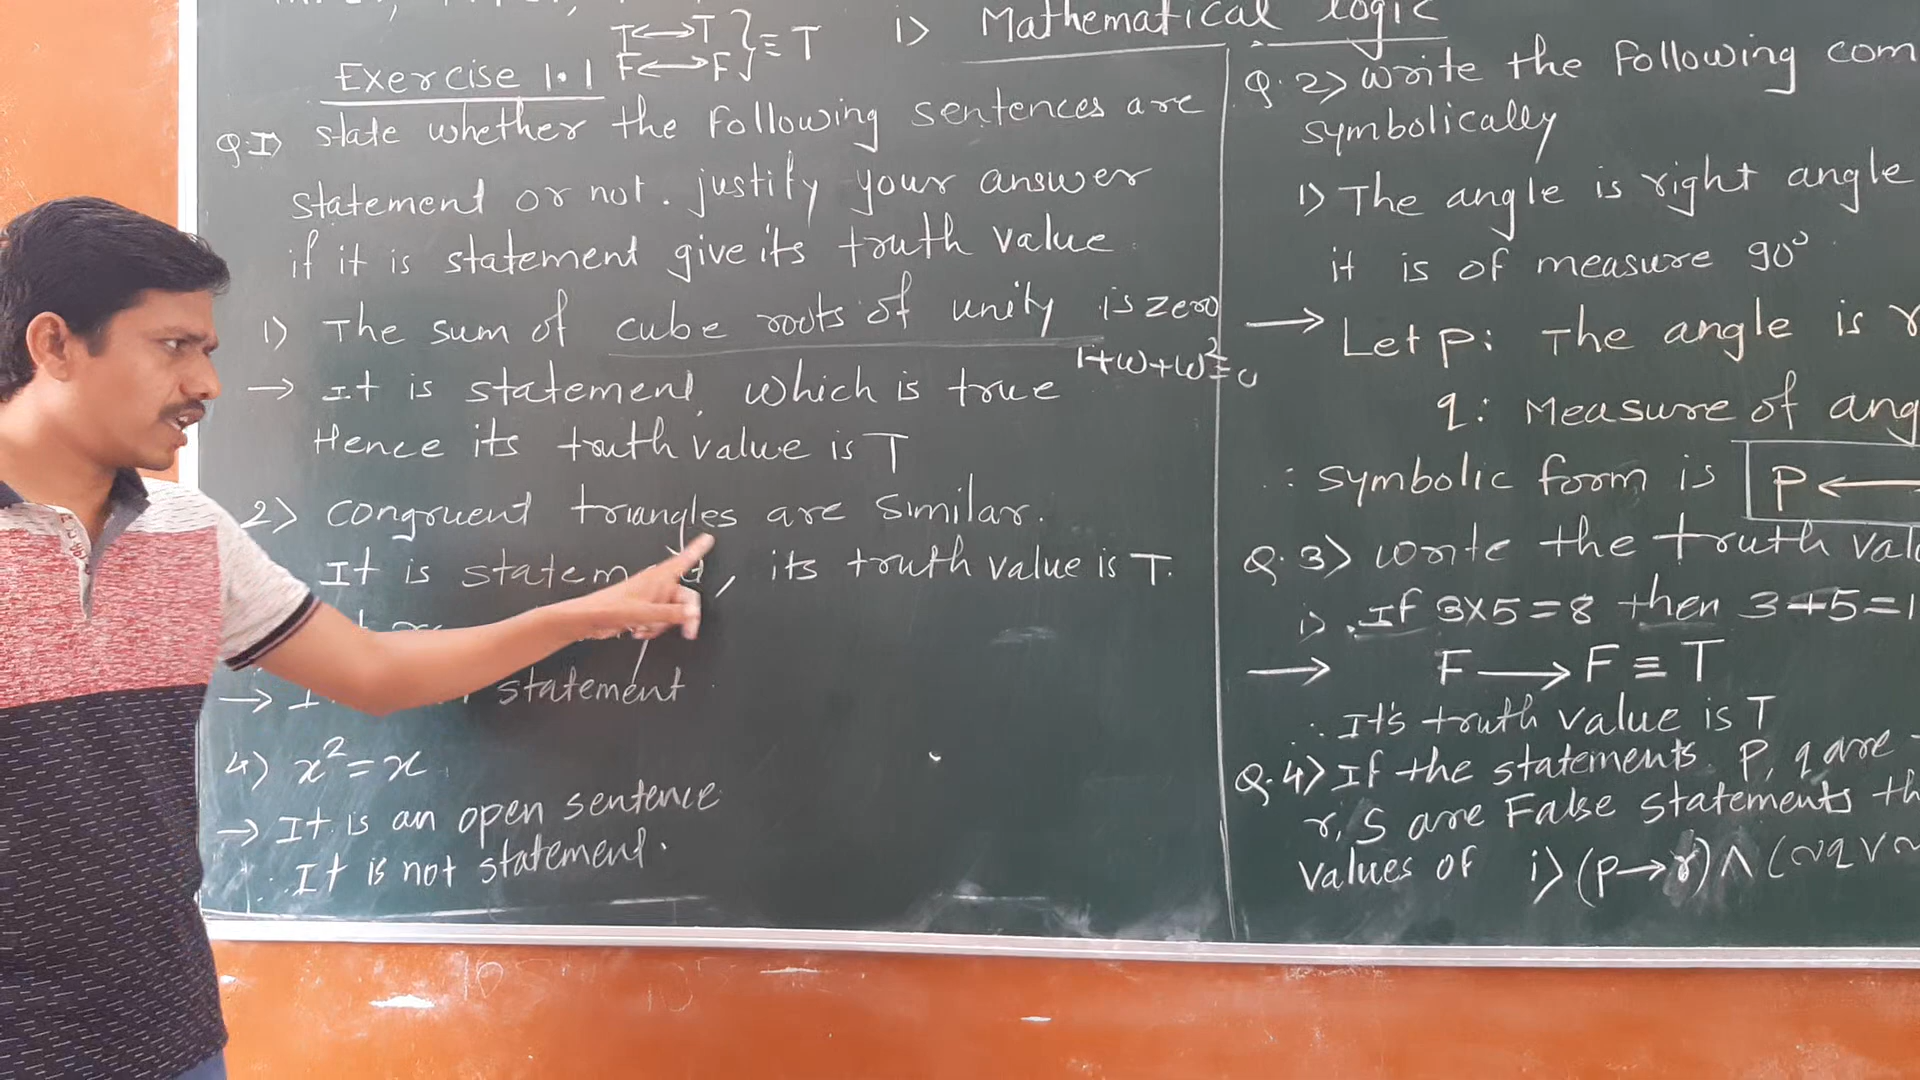 T⟷T
F⟷F } ≡ T
1) Mathematical logic
Exercise 1.1
Q.I) state whether the following sentences are
statement or not. justify your answer
if it is statement give its truth value
1) The sum of cube roots of unity is zero
1+ω+ω²=0
→ It is statement, which is true
Hence its truth value is T
2) Congruent triangles are similar.
It is statement, its truth value is T.
→ statement
4) x²=x
→ It is an open sentence
∴ It is not statement.
Q.2) Write the following com
symbolically
1) The angle is right angle
it is of measure 90°
→ Let p: The angle is
q: Measure of ang
∴ symbolic form is p ←
Q.3) write the truth val
i) If 3×5=8 then 3+5=1
→ F ⟶ F ≡ T
∴ It's truth value is T
Q.4) If the statements p, q are
r, s are False statements th
values of i) (p→r)∧(~q∨~